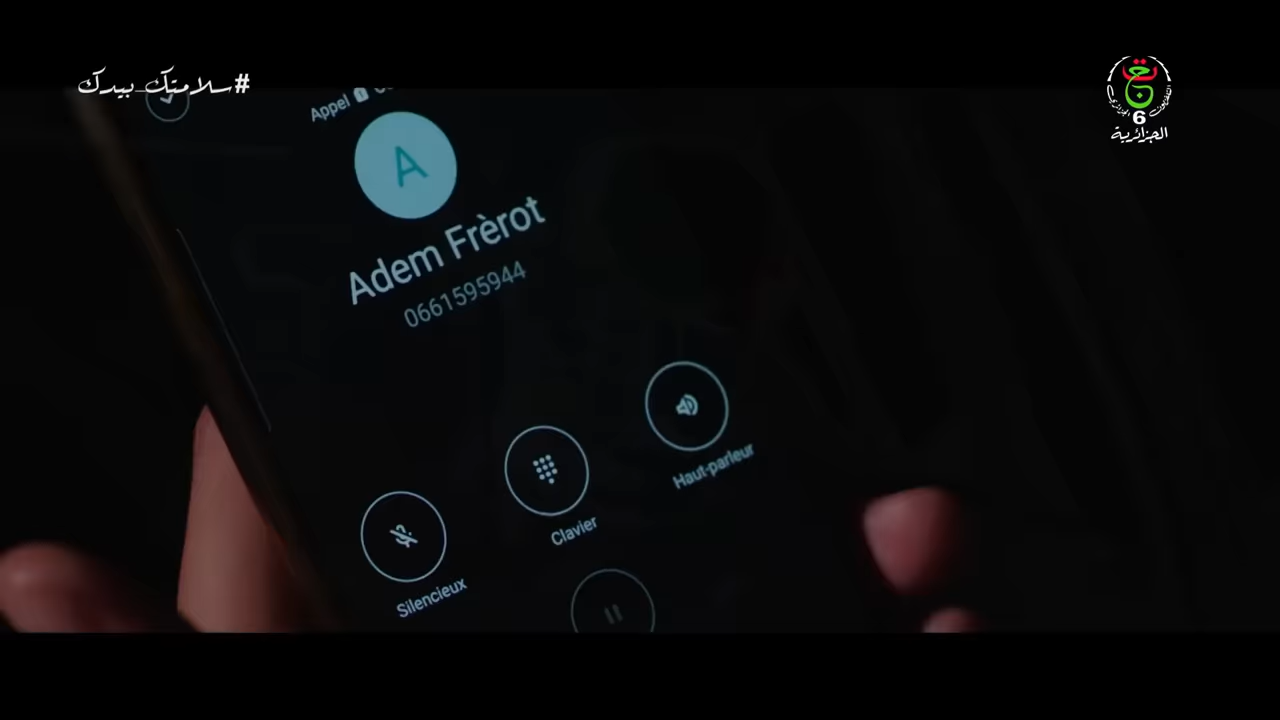 #سلامتك_بيدك
6
الجزائرية
Appel
A
Adem Frèrot
0661595944
Haut-parleur
Clavier
Silencieux